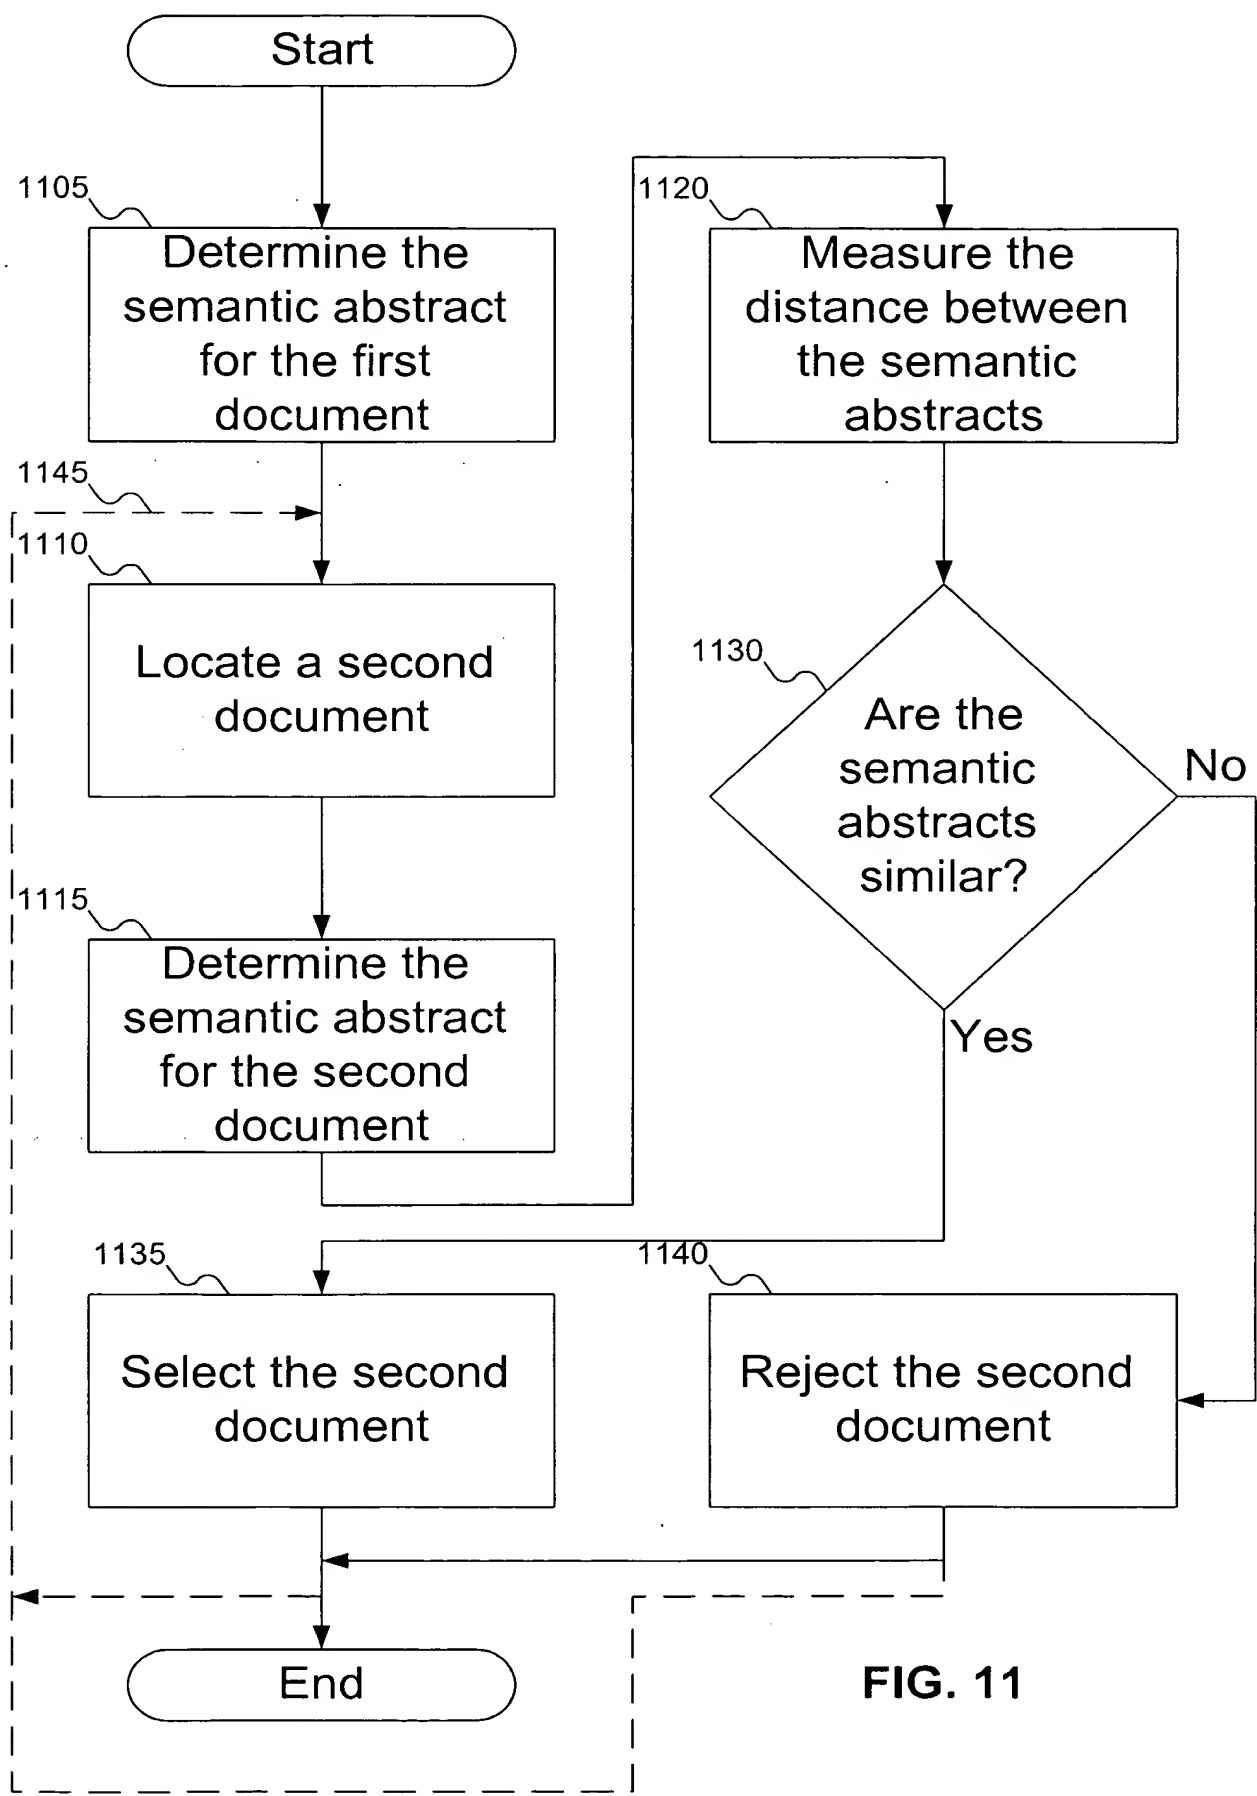 Start
1105
Determine the
semantic abstract
for the first
document
1145
1110
Locate a second
document
1115
Determine the
semantic abstract
for the second
document
1120
Measure the
distance between
the semantic
abstracts
1130
Are the
semantic
abstracts
similar?
No
Yes
1135
Select the second
document
1140
Reject the second
document
End
FIG. 11